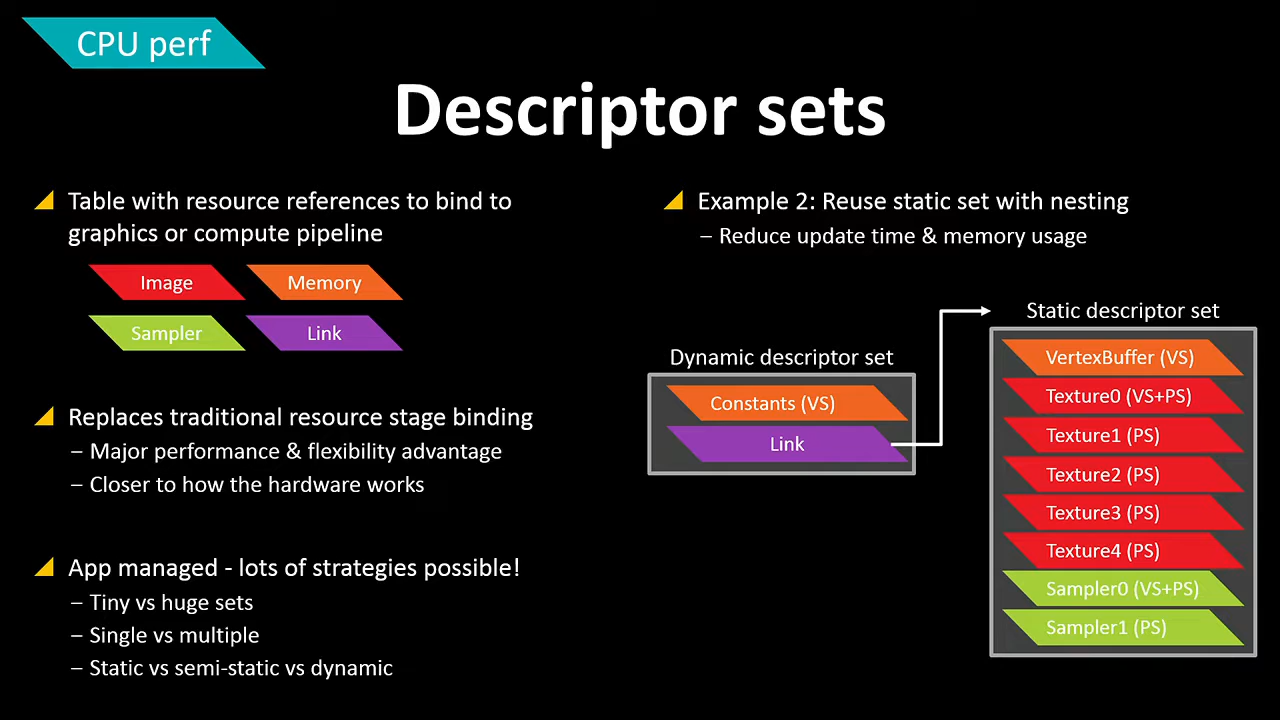 CPU perf
Descriptor sets
Table with resource references to bind to
graphics or compute pipeline
Image
Memory
Sampler
Link
Replaces traditional resource stage binding
– Major performance & flexibility advantage
– Closer to how the hardware works
App managed - lots of strategies possible!
– Tiny vs huge sets
– Single vs multiple
– Static vs semi-static vs dynamic
Example 2: Reuse static set with nesting
– Reduce update time & memory usage
Dynamic descriptor set
Constants (VS)
Link
Static descriptor set
VertexBuffer (VS)
Texture0 (VS+PS)
Texture1 (PS)
Texture2 (PS)
Texture3 (PS)
Texture4 (PS)
Sampler0 (VS+PS)
Sampler1 (PS)